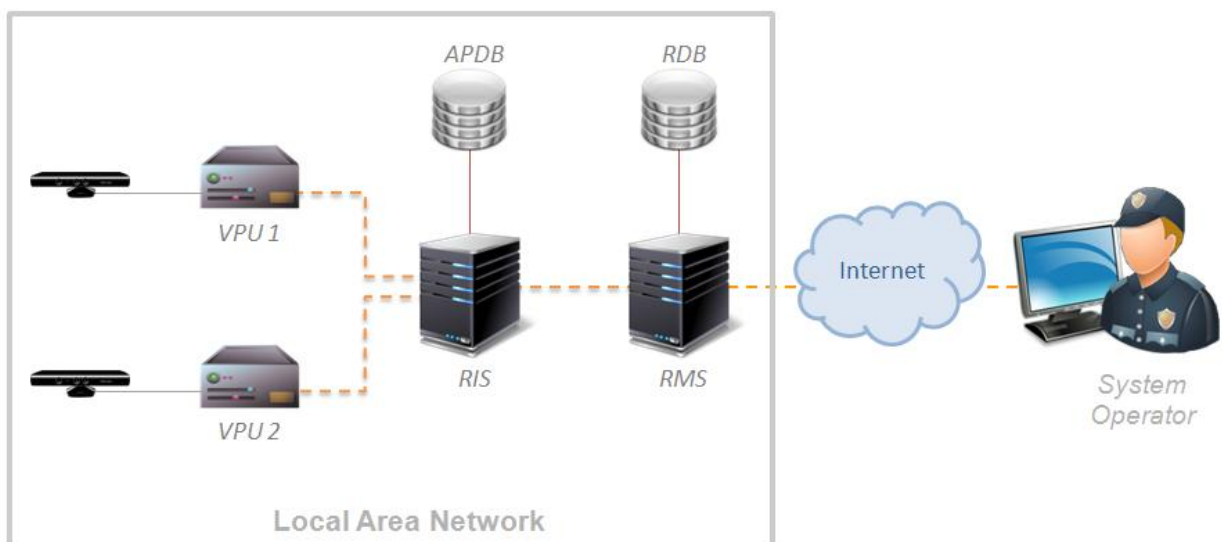 APDB
RDB
VPU 1
Internet
RIS
RMS
System
Operator
VPU 2
Local Area Network